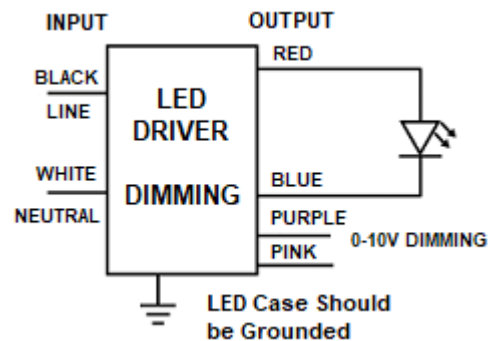 INPUT
OUTPUT
RED
BLACK
LINE
LED
DRIVER
WHITE
DIMMING
BLUE
NEUTRAL
PURPLE
0-10V DIMMING
PINK
LED Case Should
be Grounded